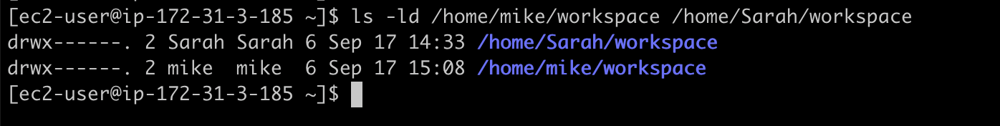 [ec2-user@ip-172-31-3-185 ~]$ ls -ld /home/mike/workspace /home/Sarah/workspace
drwx------. 2 Sarah Sarah 6 Sep 17 14:33 /home/Sarah/workspace
drwx------. 2 mike  mike  6 Sep 17 15:08 /home/mike/workspace
[ec2-user@ip-172-31-3-185 ~]$